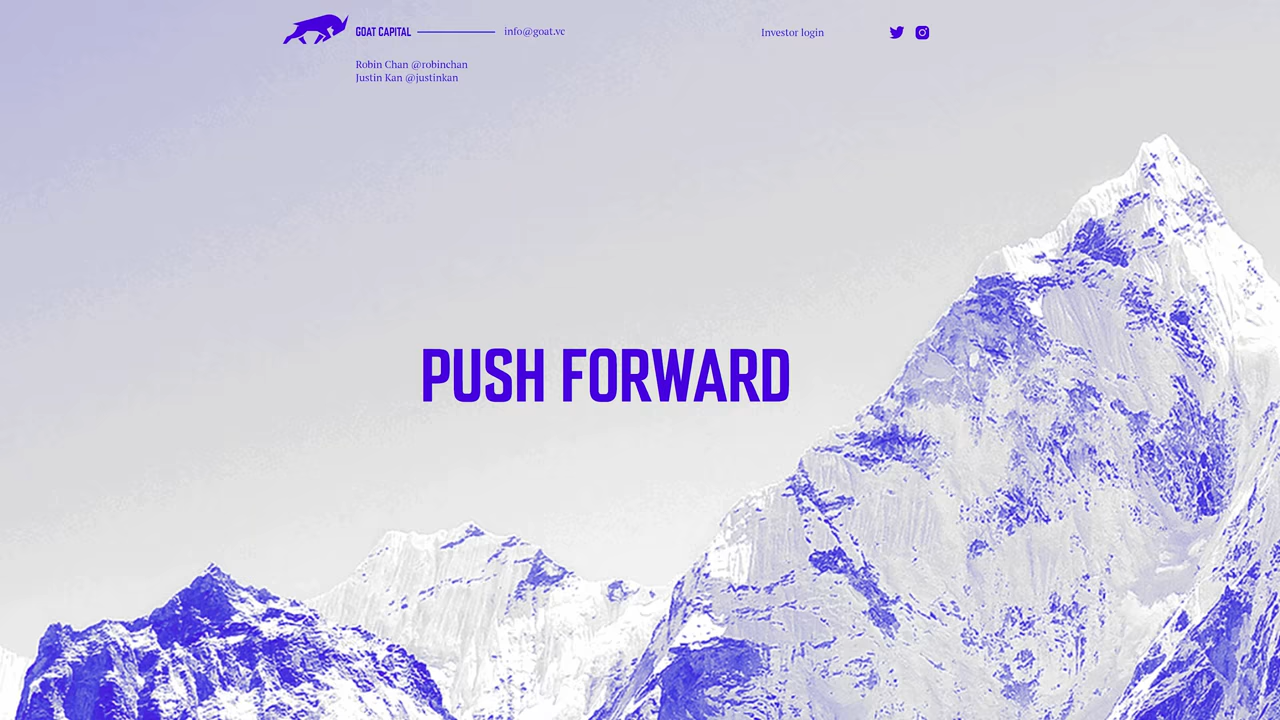 GOAT CAPITAL
info@goat.vc
Investor login
Robin Chan @robinchan
Justin Kan @justinkan
PUSH FORWARD